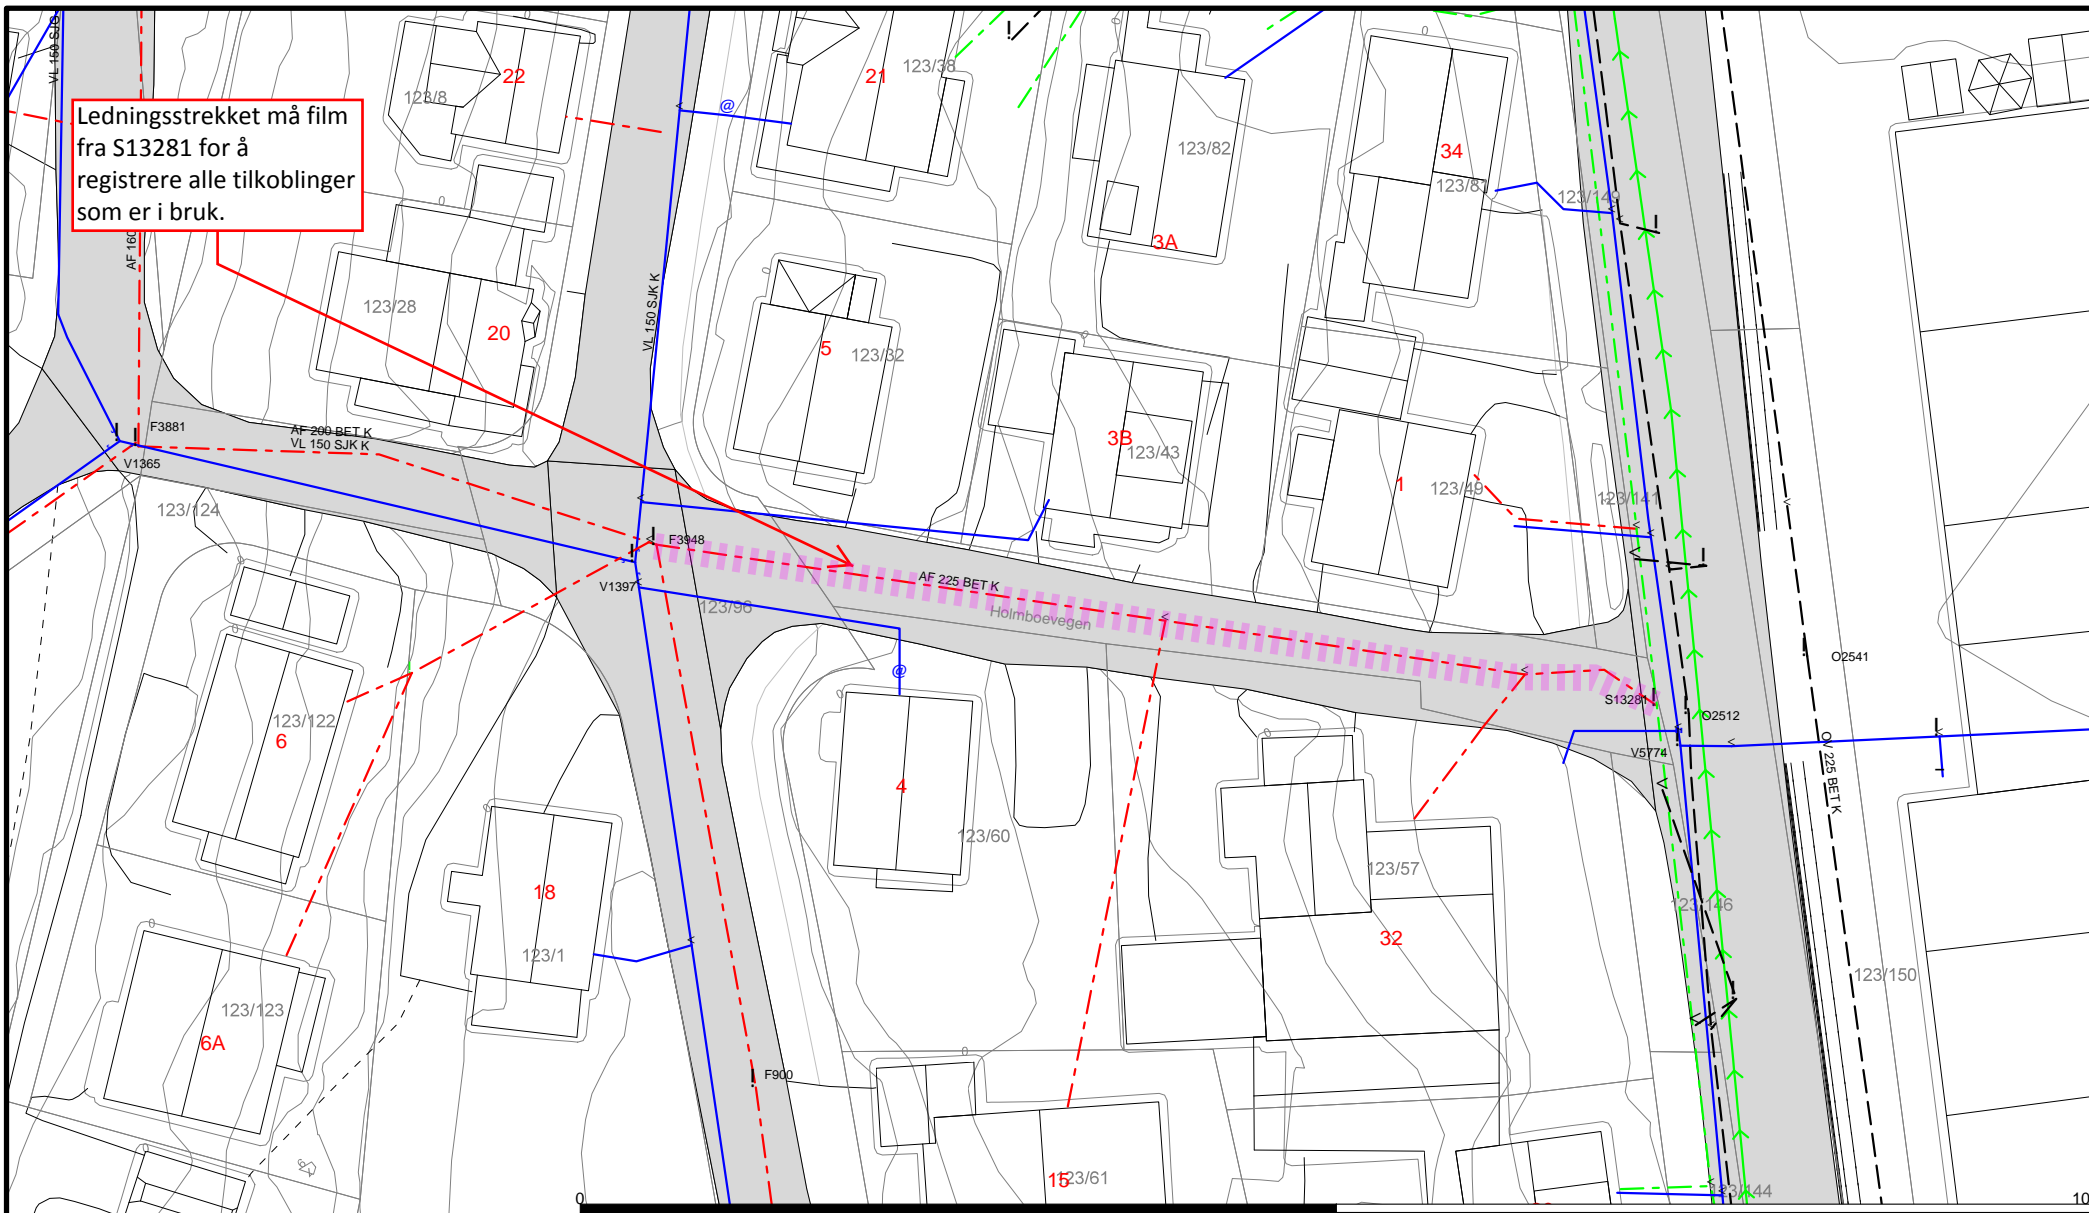 VL 150 SJG
22
123/8
@
21
123/38
123/82
34
123/81
123/149
3A
Ledningsstrekket må film
fra S13281 for å
registrere alle tilkoblinger
som er i bruk.
AF 160
123/28
20
VL 150 SJK K
5
123/32
3B
123/43
1
123/49
123/141
F3881
AF 200 BET K
VL 150 SJK K
V1365
123/124
F3948
V1397
123/96
AF 225 BET K
Holmboevegen
@
S13281
O2512
V5774
O2541
OV 225 BET K
123/122
6
4
123/60
123/57
32
123/146
123/150
18
123/1
123/123
6A
F900
15
123/61
123/144
0
10